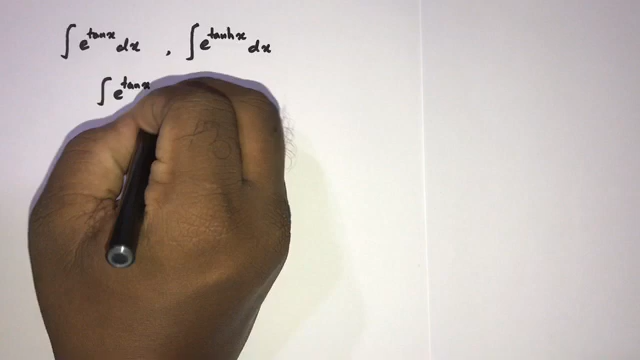 ∫ e^tanx dx , ∫ e^tanhx dx
∫ e^tanx